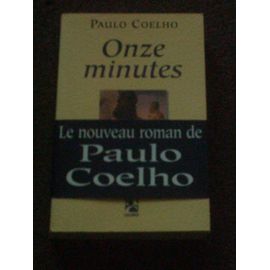 PAULO COELHO
Onze
minutes
Le nouveau roman de
Paulo
Coelho